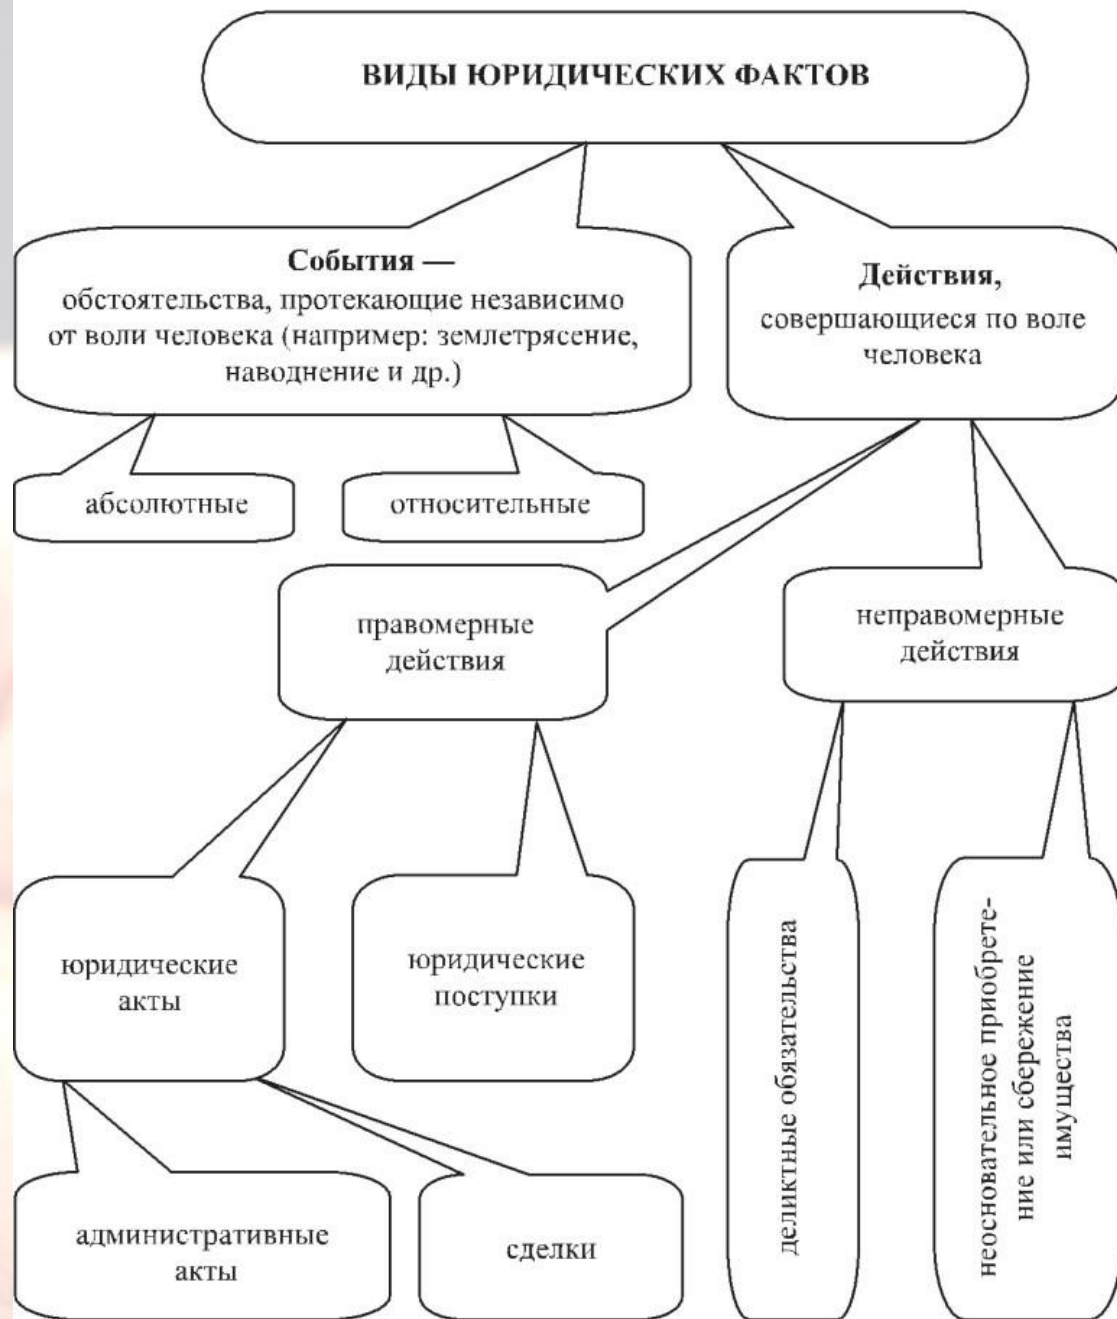 ВИДЫ ЮРИДИЧЕСКИХ ФАКТОВ
События —
обстоятельства, протекающие независимо
от воли человека (например: землетрясение,
наводнение и др.)
Действия,
совершающиеся по воле
человека
абсолютные
относительные
правомерные
действия
неправомерные
действия
юридические
акты
юридические
поступки
деликтные обязательства
неосновательное приобрете-
ние или сбережение
имущества
административные
акты
сделки